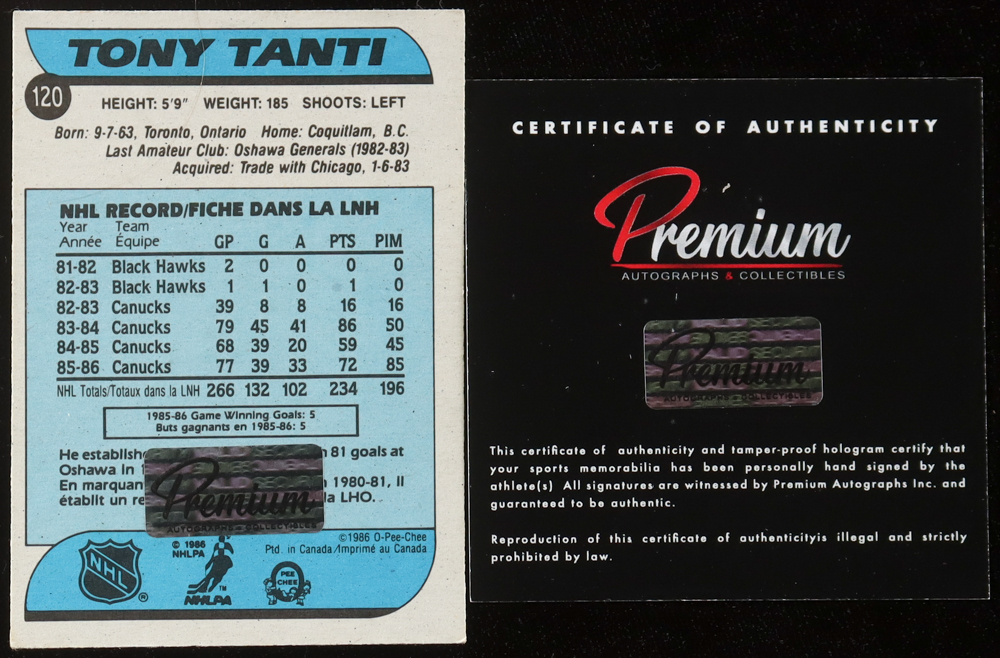 TONY TANTI
120
HEIGHT: 5'9" WEIGHT: 185 SHOOTS: LEFT
Born: 9-7-63, Toronto, Ontario Home: Coquitlam, B.C.
Last Amateur Club: Oshawa Generals (1982-83)
Acquired: Trade with Chicago, 1-6-83
NHL RECORD/FICHE DANS LA LNH
Year Team
Année Équipe GP G A PTS PIM
81-82 Black Hawks 2 0 0 0 0
82-83 Black Hawks 1 1 0 1 0
82-83 Canucks 39 8 8 16 16
83-84 Canucks 79 45 41 86 50
84-85 Canucks 68 39 20 59 45
85-86 Canucks 77 39 33 72 85
NHL Totals/Totaux dans la LNH 266 132 102 234 196
1985-86 Game Winning Goals: 5
Buts gagnants en 1985-86: 5
He 81 goals at
Oshawa in
En 1980-81, il
établit un la LHO.
Premium
AUTOGRAPHS & COLLECTIBLES
©1986 O-Pee-Chee
Ptd. in Canada/Imprimé au Canada
© 1986
NHLPA
NHL
®
TM
NHLPA
O PEE CHEE
CERTIFICATE OF AUTHENTICITY
Premium
AUTOGRAPHS & COLLECTIBLES
Premium
AUTOGRAPHS & COLLECTIBLES
This certificate of authenticity and tamper-proof hologram certify that
your sports memorabilia has been personally hand signed by the
athlete(s) All signatures are witnessed by Premium Autographs Inc. and
guaranteed to be authentic.
Reproduction of this certificate of authenticityis illegal and strictly
prohibited by law.